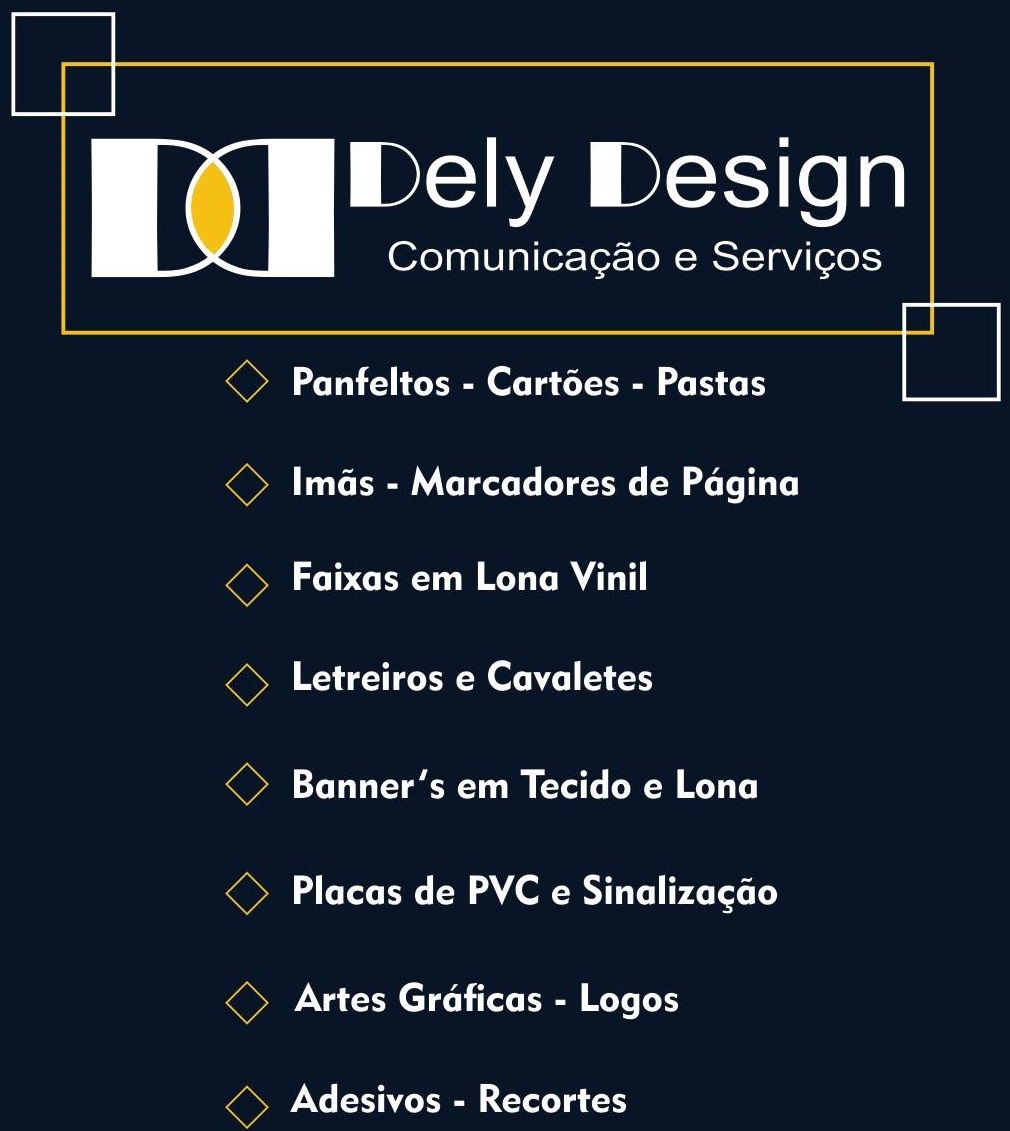 Dely Design
Comunicação e Serviços
Panfeltos - Cartões - Pastas
Imãs - Marcadores de Página
Faixas em Lona Vinil
Letreiros e Cavaletes
Banner‘s em Tecido e Lona
Placas de PVC e Sinalização
Artes Gráficas - Logos
Adesivos - Recortes